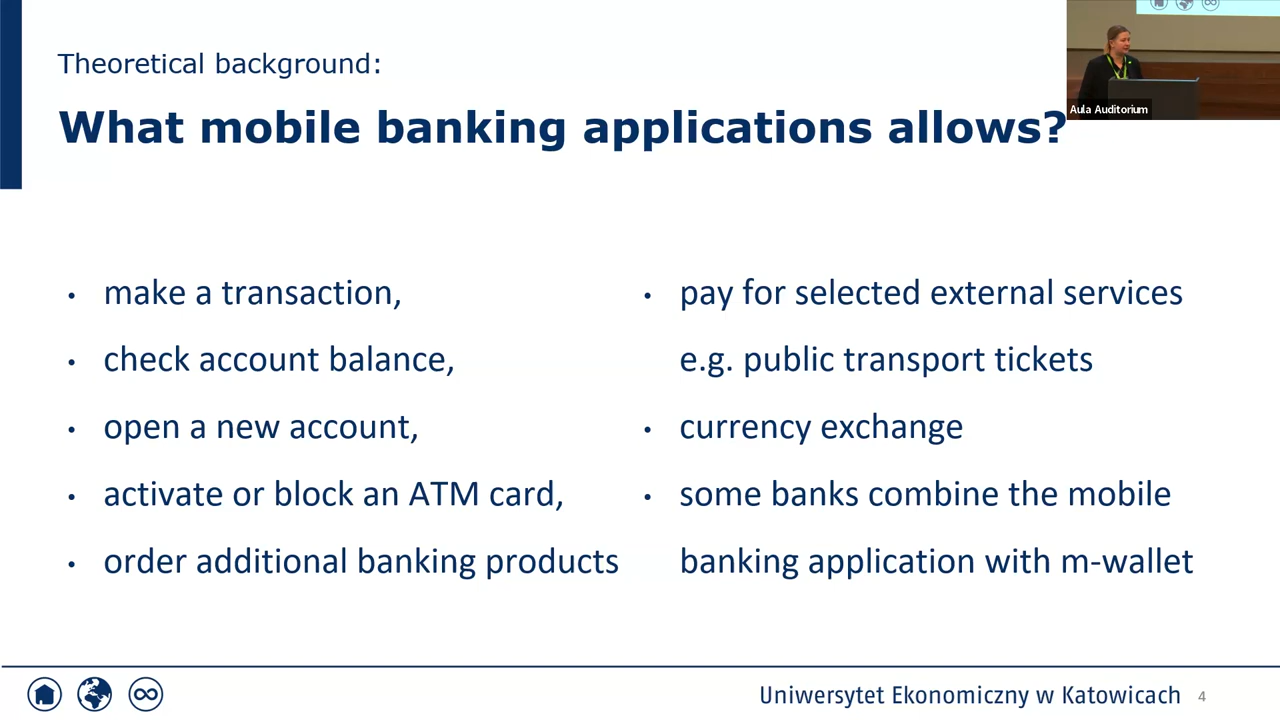 Theoretical background:
What mobile banking applications allows?
Aula Auditorium
make a transaction,
check account balance,
open a new account,
activate or block an ATM card,
order additional banking products
pay for selected external services
e.g. public transport tickets
currency exchange
some banks combine the mobile
banking application with m-wallet
Uniwersytet Ekonomiczny w Katowicach 4